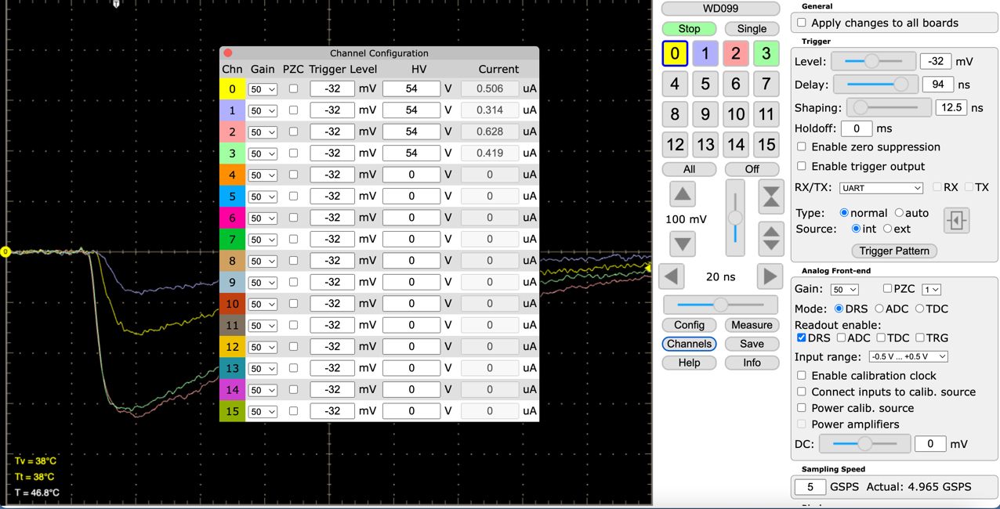 T
Channel Configuration
Chn Gain PZC Trigger Level HV Current
0 50 -32 mV 54 V 0.506 uA
1 50 -32 mV 54 V 0.314 uA
2 50 -32 mV 54 V 0.628 uA
3 50 -32 mV 54 V 0.419 uA
4 50 -32 mV 0 V 0 uA
5 50 -32 mV 0 V 0 uA
6 50 -32 mV 0 V 0 uA
7 50 -32 mV 0 V 0 uA
8 50 -32 mV 0 V 0 uA
9 50 -32 mV 0 V 0 uA
10 50 -32 mV 0 V 0 uA
11 50 -32 mV 0 V 0 uA
12 50 -32 mV 0 V 0 uA
13 50 -32 mV 0 V 0 uA
14 50 -32 mV 0 V 0 uA
15 50 -32 mV 0 V 0 uA
0
Tv = 38°C
Tt = 38°C
T = 46.8°C
WD099
Stop Single
0 1 2 3
4 5 6 7
8 9 10 11
12 13 14 15
All Off
100 mV
20 ns
Config Measure
Channels Save
Help Info
General
Apply changes to all boards
Trigger
Level: -32 mV
Delay: 94 ns
Shaping: 12.5 ns
Holdoff: 0 ms
Enable zero suppression
Enable trigger output
RX/TX: UART RX TX
Type: normal auto
Source: int ext
Trigger Pattern
Analog Front-end
Gain: 50 PZC 1
Mode: DRS ADC TDC
Readout enable:
DRS ADC TDC TRG
Input range: -0.5 V ... +0.5 V
Enable calibration clock
Connect inputs to calib. source
Power calib. source
Power amplifiers
DC: 0 mV
Sampling Speed
5 GSPS Actual: 4.965 GSPS